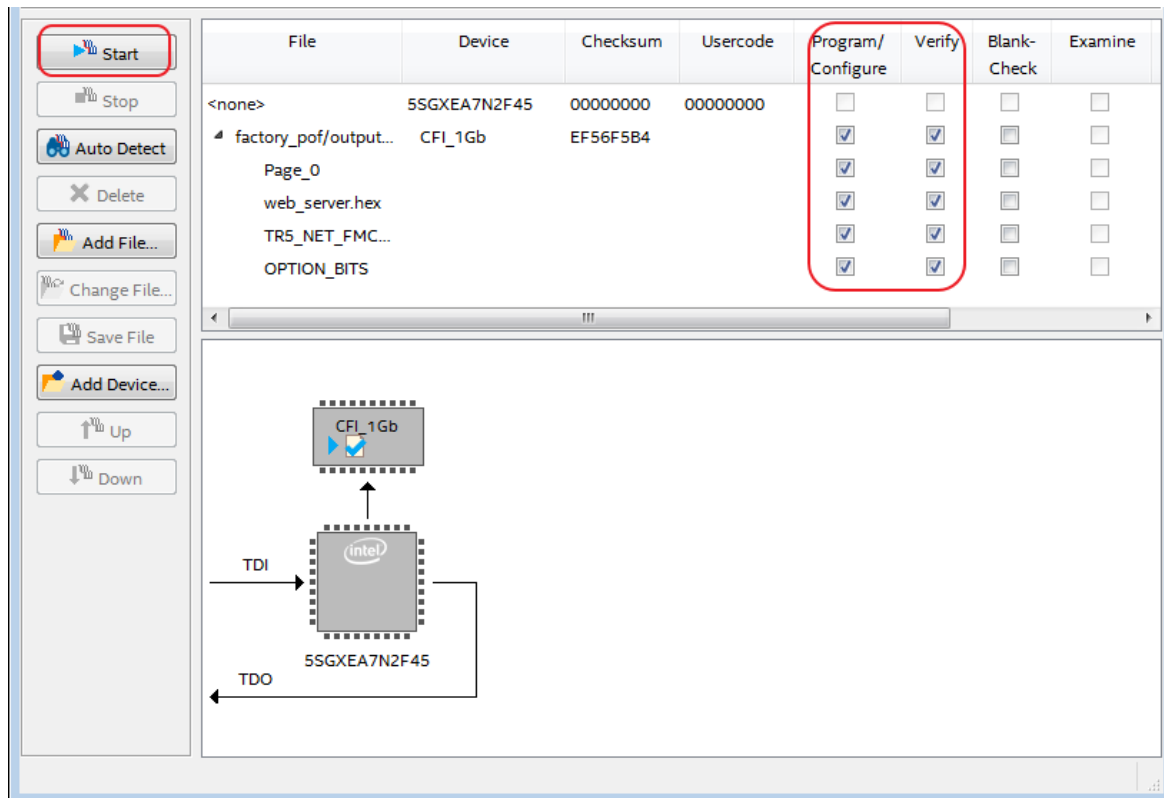 Start
Stop
Auto Detect
Delete
Add File...
Change File...
Save File
Add Device...
Up
Down
File Device Checksum Usercode Program/ Configure Verify Blank- Check Examine
<none> 5SGXEA7N2F45 00000000 00000000
factory_pof/output... CFI_1Gb EF56F5B4
Page_0
web_server.hex
TR5_NET_FMC...
OPTION_BITS
CFI_1Gb
intel
TDI
5SGXEA7N2F45
TDO